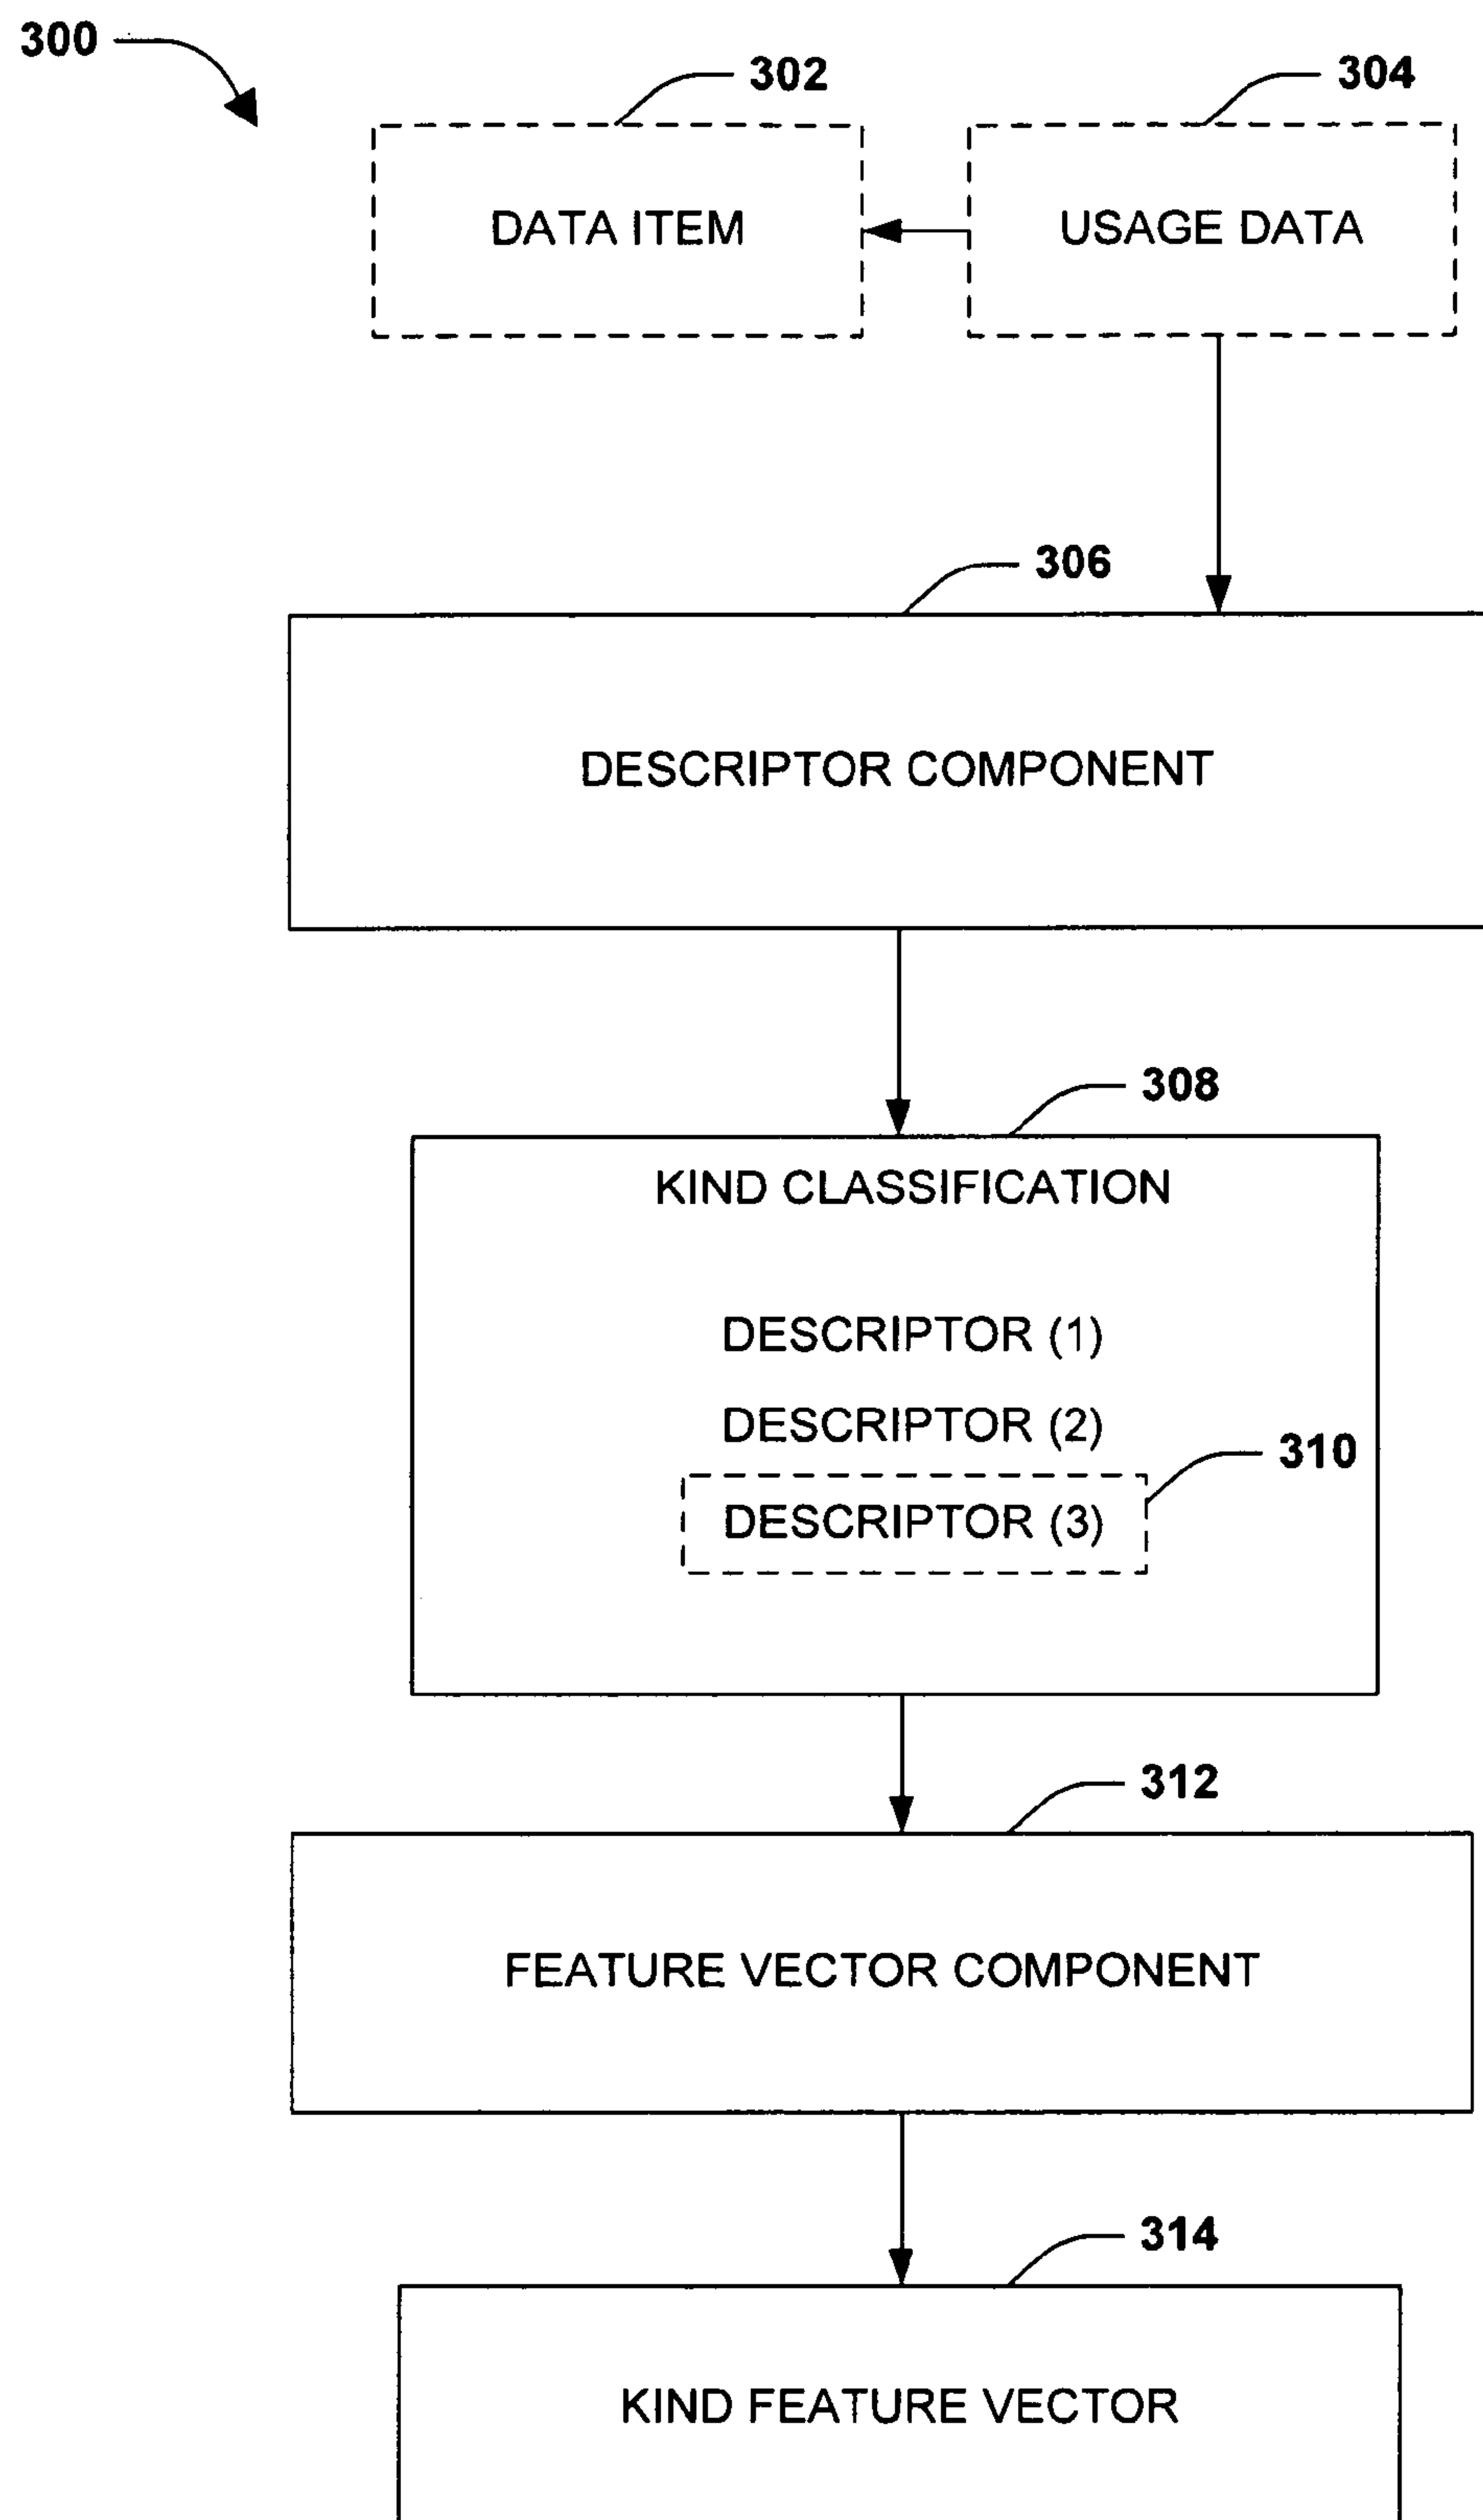 300
302
304
DATA ITEM
USAGE DATA
306
DESCRIPTOR COMPONENT
308
KIND CLASSIFICATION
DESCRIPTOR (1)
DESCRIPTOR (2)
310
DESCRIPTOR (3)
312
FEATURE VECTOR COMPONENT
314
KIND FEATURE VECTOR